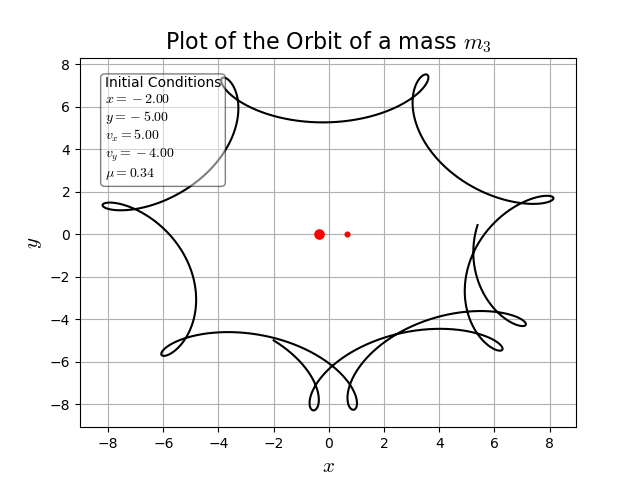 Plot of the Orbit of a mass m₃
Initial Conditions
x = −2.00
y = −5.00
vₓ = 5.00
v_y = −4.00
μ = 0.34
8
6
4
2
0
−2
−4
−6
−8
y
−8 −6 −4 −2 0 2 4 6 8
x